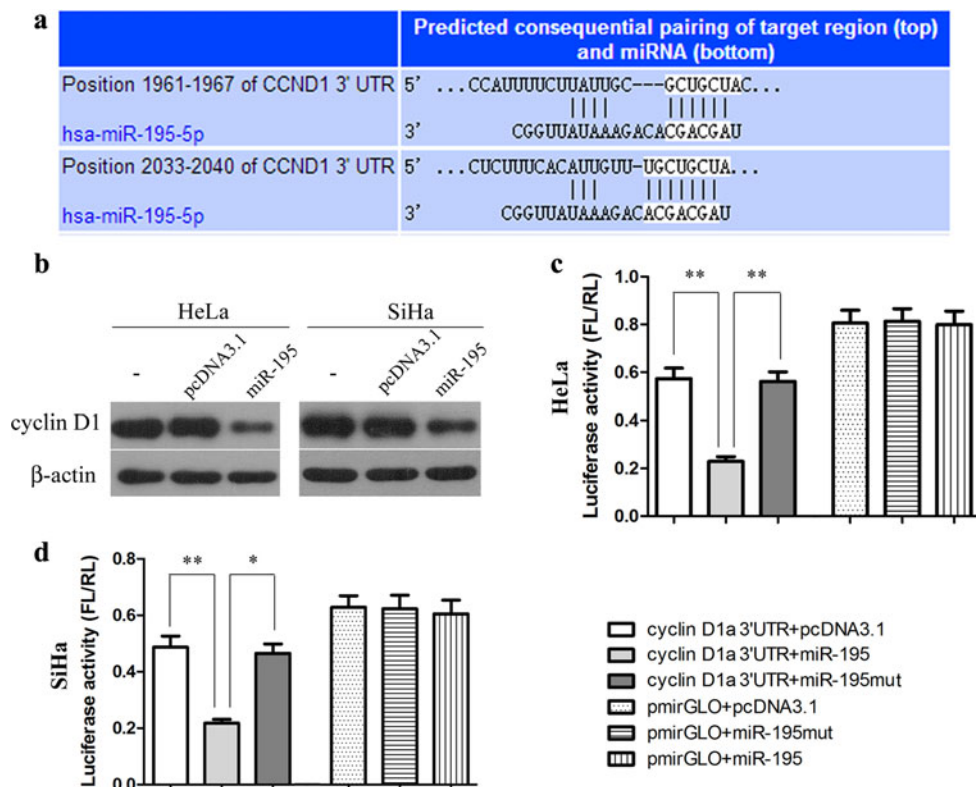 a
Predicted consequential pairing of target region (top)
and miRNA (bottom)
Position 1961-1967 of CCND1 3' UTR 5' ...CCAUUUUCUUAUUGC---GCUGCUAC...
hsa-miR-195-5p 3' CGGUUAUAAAGACACGACGAU
Position 2033-2040 of CCND1 3' UTR 5' ...CUCUUUCACAUUGUU-UGCUGCUA...
hsa-miR-195-5p 3' CGGUUAUAAAGACACGACGAU
b
HeLa SiHa
- pcDNA3.1 miR-195 - pcDNA3.1 miR-195
cyclin D1
β-actin
c
** **
HeLa
Luciferase activity (FL/RL)
1.0
0.8
0.6
0.4
0.2
0.0
d
** *
SiHa
Luciferase activity (FL/RL)
0.8
0.6
0.4
0.2
0.0
cyclin D1a 3'UTR+pcDNA3.1
cyclin D1a 3'UTR+miR-195
cyclin D1a 3'UTR+miR-195mut
pmirGLO+pcDNA3.1
pmirGLO+miR-195mut
pmirGLO+miR-195